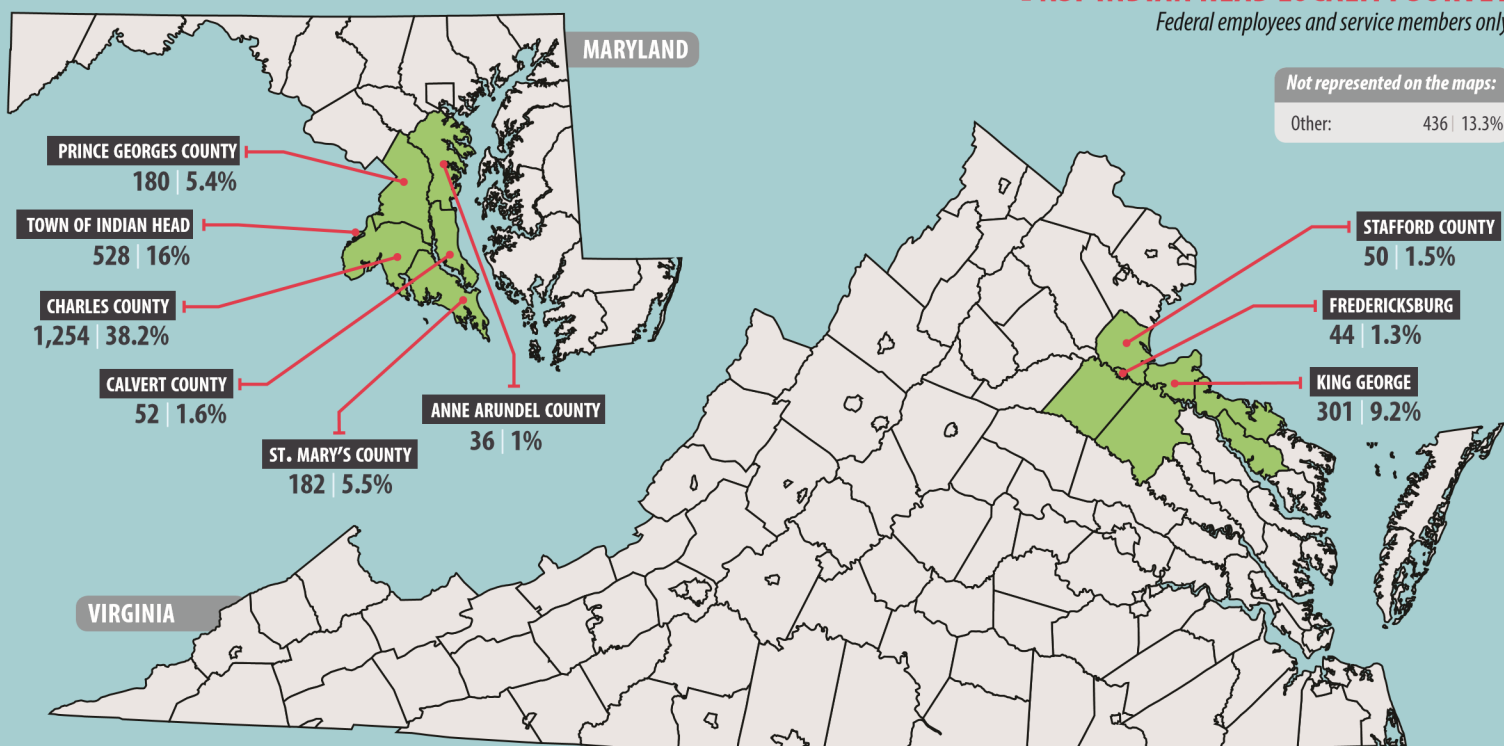 Federal employees and service members only
MARYLAND
Not represented on the maps:
Other: 436 | 13.3%
PRINCE GEORGES COUNTY
180 | 5.4%
TOWN OF INDIAN HEAD
528 | 16%
CHARLES COUNTY
1,254 | 38.2%
CALVERT COUNTY
52 | 1.6%
ST. MARY'S COUNTY
182 | 5.5%
ANNE ARUNDEL COUNTY
36 | 1%
STAFFORD COUNTY
50 | 1.5%
FREDERICKSBURG
44 | 1.3%
KING GEORGE
301 | 9.2%
VIRGINIA